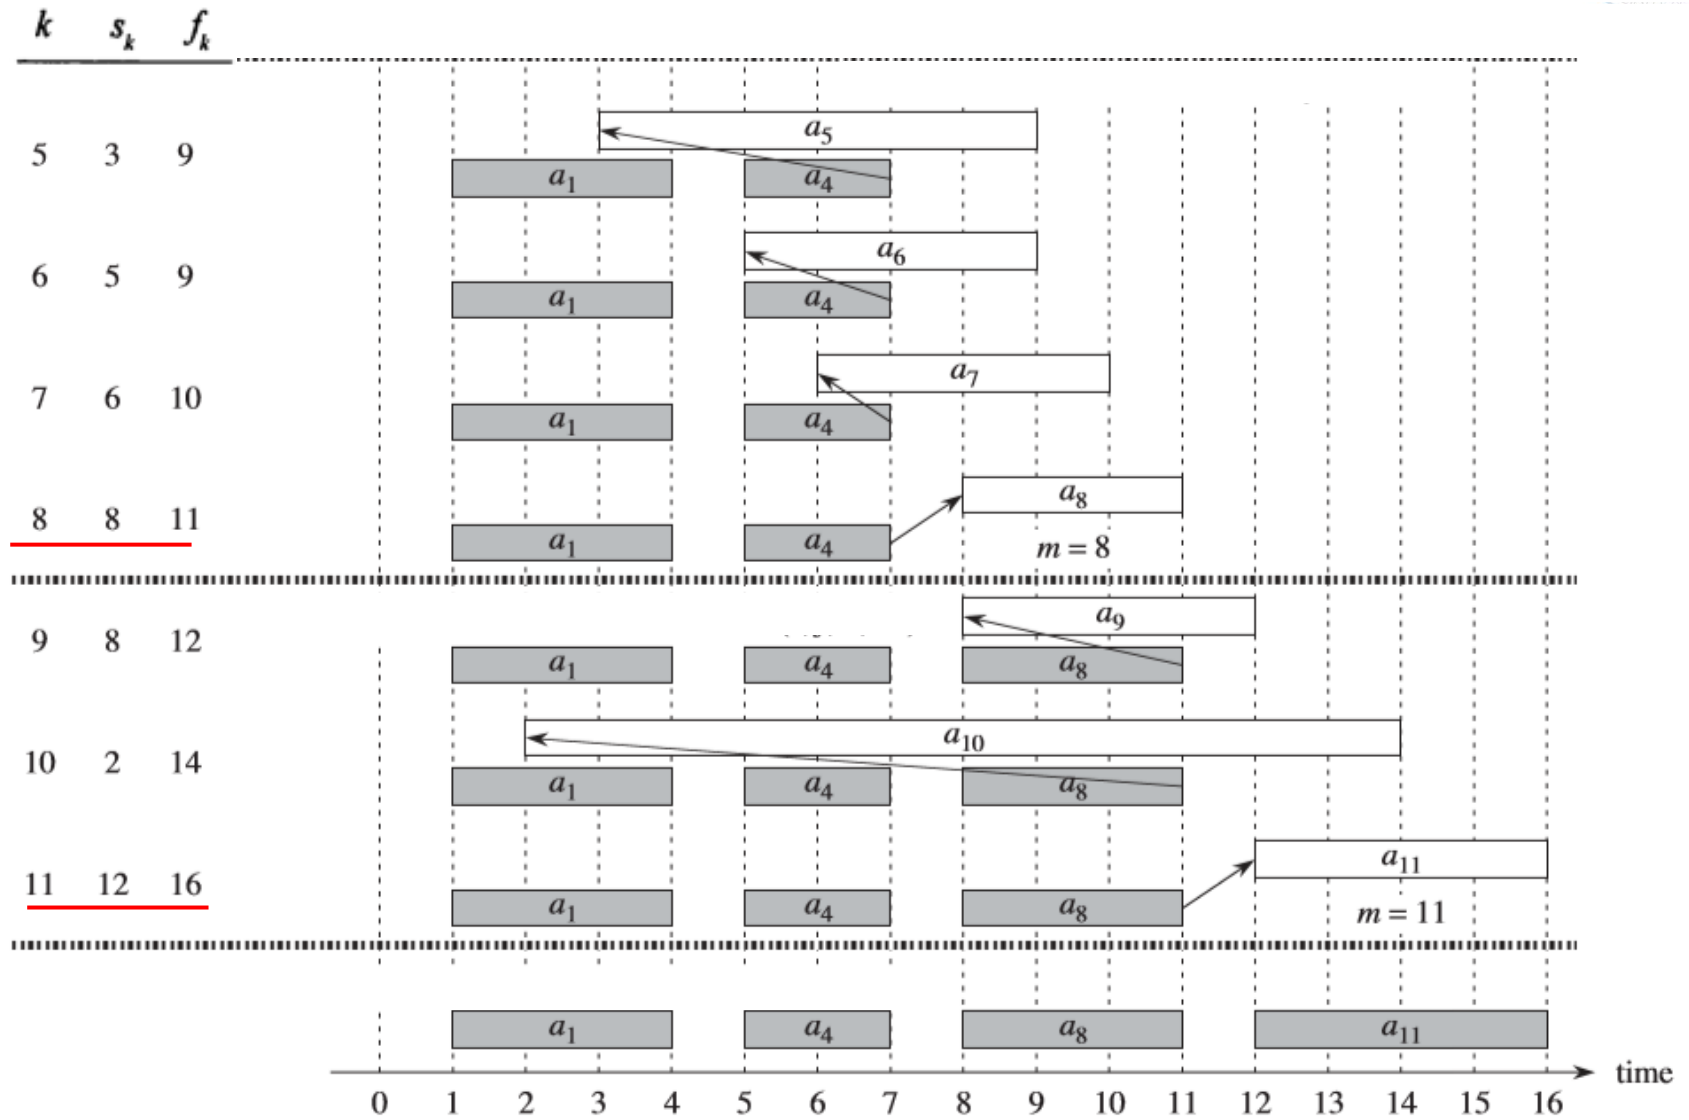 k s_k f_k
a_5
5 3 9
a_1 a_4
a_6
6 5 9
a_1 a_4
a_7
7 6 10
a_1 a_4
a_8
8 8 11
a_1 a_4 m = 8
a_9
9 8 12
a_1 a_4 a_8
a_10
10 2 14
a_1 a_4 a_8
a_11
11 12 16
a_1 a_4 a_8 m = 11
a_1 a_4 a_8 a_11
time
0 1 2 3 4 5 6 7 8 9 10 11 12 13 14 15 16